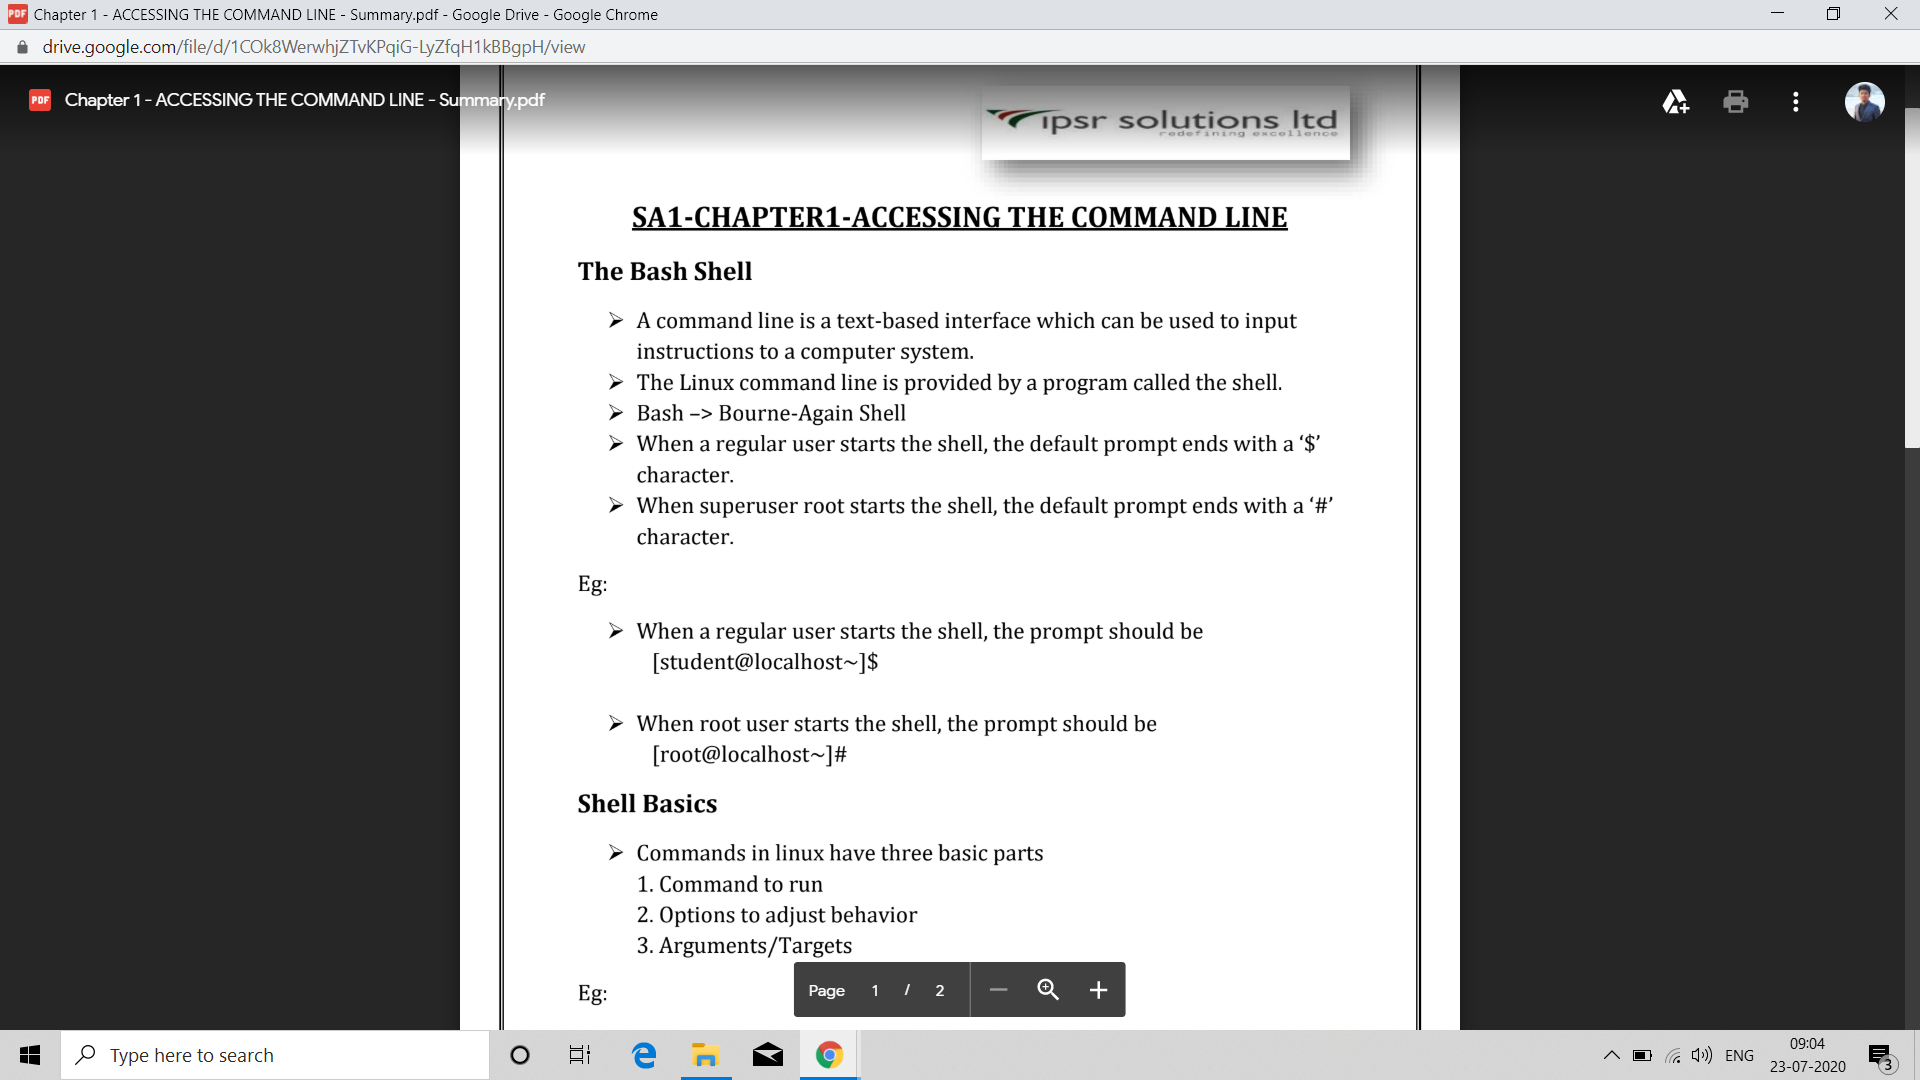 Chapter 1 - ACCESSING THE COMMAND LINE - Summary.pdf - Google Drive - Google Chrome
drive.google.com/file/d/1COk8WerwhjZTvKPqiG-LyZfqH1kBBgpH/view
PDF Chapter 1 - ACCESSING THE COMMAND LINE - Summary.pdf
ipsr solutions ltd
redefining excellence
SA1-CHAPTER1-ACCESSING THE COMMAND LINE
The Bash Shell
➢ A command line is a text-based interface which can be used to input
instructions to a computer system.
➢ The Linux command line is provided by a program called the shell.
➢ Bash –> Bourne-Again Shell
➢ When a regular user starts the shell, the default prompt ends with a ‘$’
character.
➢ When superuser root starts the shell, the default prompt ends with a ‘#’
character.
Eg:
➢ When a regular user starts the shell, the prompt should be
[student@localhost~]$
➢ When root user starts the shell, the prompt should be
[root@localhost~]#
Shell Basics
➢ Commands in linux have three basic parts
1. Command to run
2. Options to adjust behavior
3. Arguments/Targets
Eg:
Page 1 / 2
Type here to search
ENG
09:04
23-07-2020
3